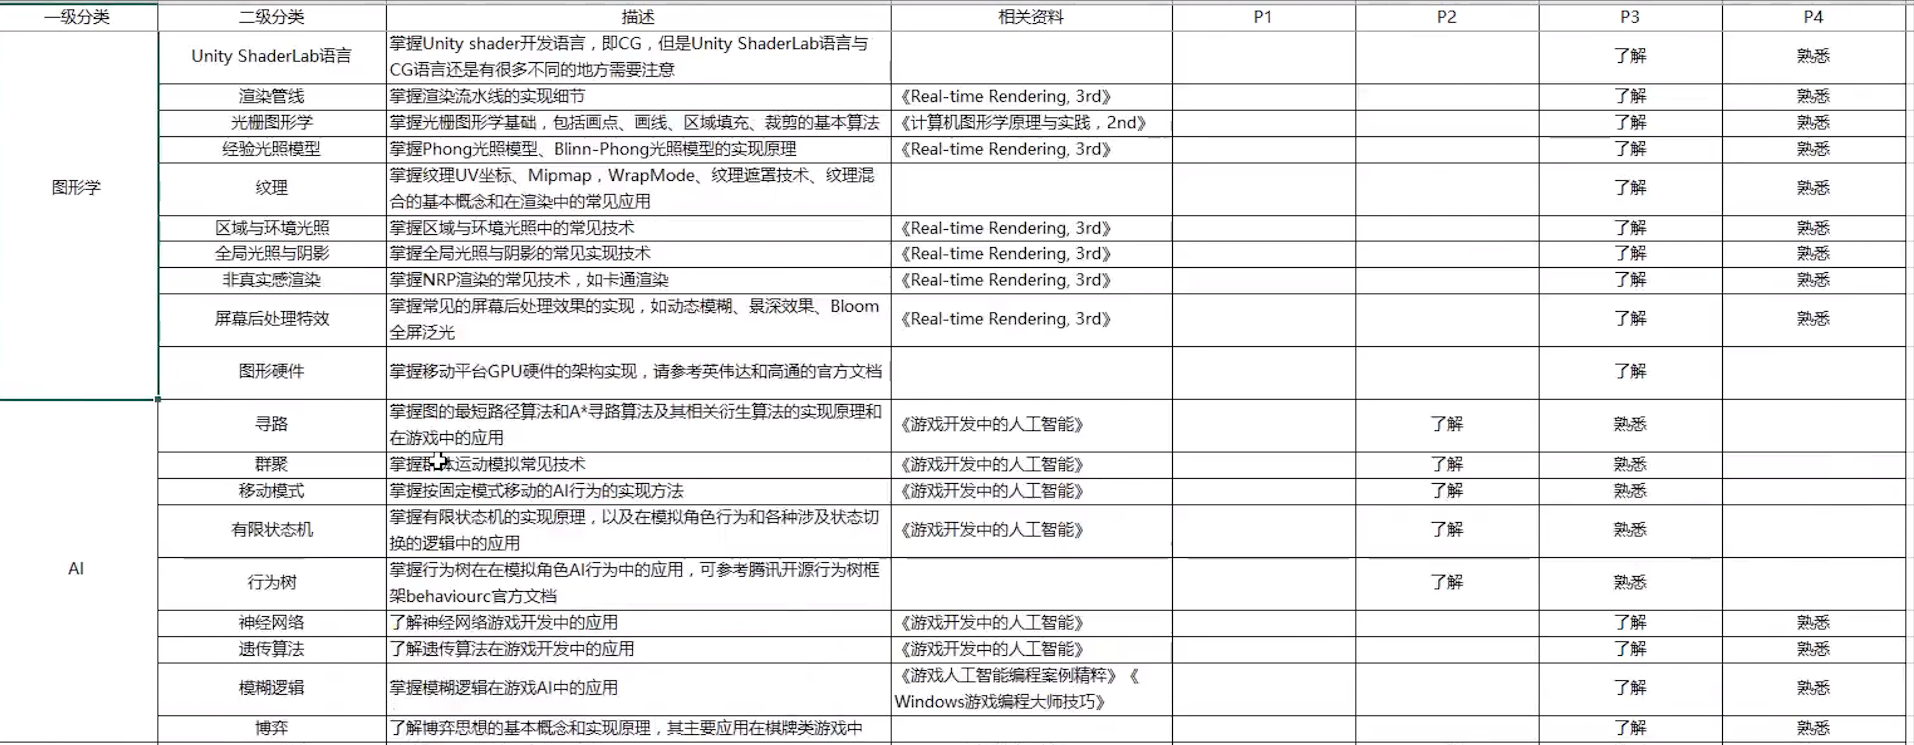 一级分类 二级分类 描述 相关资料 P1 P2 P3 P4
图形学
Unity ShaderLab语言 掌握Unity shader开发语言，即CG，但是Unity ShaderLab语言与 了解 熟悉
CG语言还是有很多不同的地方需要注意
渲染管线 掌握渲染流水线的实现细节 《Real-time Rendering, 3rd》 了解 熟悉
光栅图形学 掌握光栅图形学基础，包括画点、画线、区域填充、裁剪的基本算法 《计算机图形学原理与实践，2nd》 了解 熟悉
经验光照模型 掌握Phong光照模型、Blinn-Phong光照模型的实现原理 《Real-time Rendering, 3rd》 了解 熟悉
纹理 掌握纹理UV坐标、Mipmap，WrapMode、纹理遮罩技术、纹理混 了解 熟悉
合的基本概念和在渲染中的常见应用
区域与环境光照 掌握区域与环境光照中的常见技术 《Real-time Rendering, 3rd》 了解 熟悉
全局光照与阴影 掌握全局光照与阴影的常见实现技术 《Real-time Rendering, 3rd》 了解 熟悉
非真实感渲染 掌握NRP渲染的常见技术，如卡通渲染 《Real-time Rendering, 3rd》 了解 熟悉
屏幕后处理特效 掌握常见的屏幕后处理效果的实现，如动态模糊、景深效果、Bloom 《Real-time Rendering, 3rd》 了解 熟悉
全屏泛光
图形硬件 掌握移动平台GPU硬件的架构实现，请参考英伟达和高通的官方文档 了解
AI
寻路 掌握图的最短路径算法和A*寻路算法及其相关衍生算法的实现原理和 《游戏开发中的人工智能》 了解 熟悉
在游戏中的应用
群聚 掌握 运动模拟常见技术 《游戏开发中的人工智能》 了解 熟悉
移动模式 掌握按固定模式移动的AI行为的实现方法 《游戏开发中的人工智能》 了解 熟悉
有限状态机 掌握有限状态机的实现原理，以及在模拟角色行为和各种涉及状态切 《游戏开发中的人工智能》 了解 熟悉
换的逻辑中的应用
行为树 掌握行为树在在模拟角色AI行为中的应用，可参考腾讯开源行为树框 了解 熟悉
架behaviourc官方文档
神经网络 了解神经网络游戏开发中的应用 《游戏开发中的人工智能》 了解 熟悉
遗传算法 了解遗传算法在游戏开发中的应用 《游戏开发中的人工智能》 了解 熟悉
模糊逻辑 掌握模糊逻辑在游戏AI中的应用 《游戏人工智能编程案例精粹》《 了解 熟悉
Windows游戏编程大师技巧》
博弈 了解博弈思想的基本概念和实现原理，其主要应用在棋牌类游戏中 了解 熟悉